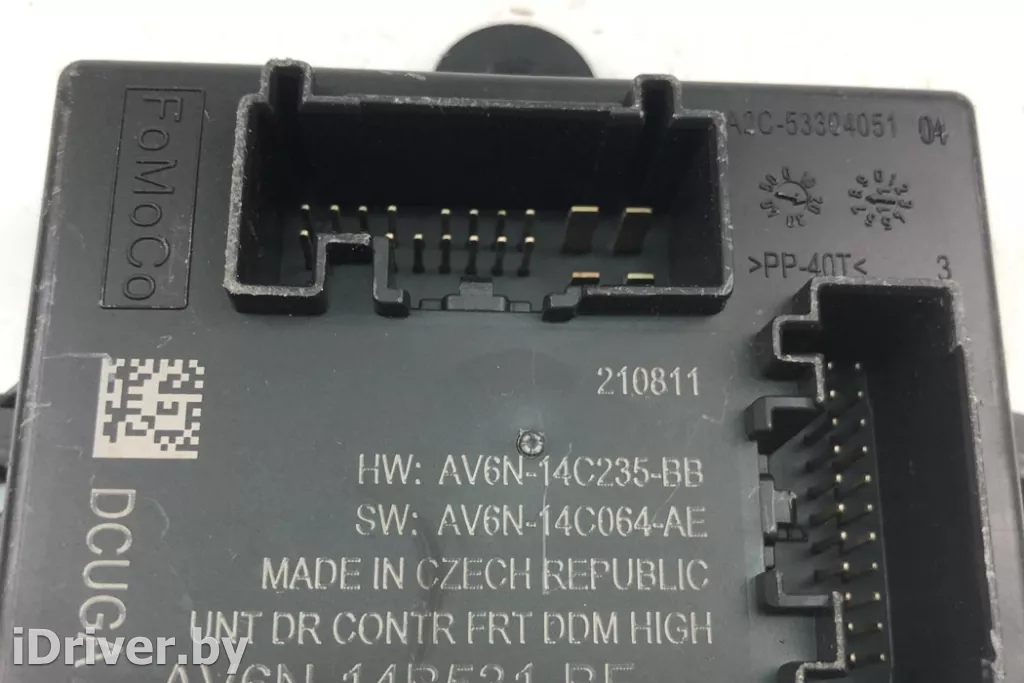 FoMoCo
A2C-53324051 04
>PP-40T<
3
210811
HW: AV6N-14C235-BB
SW: AV6N-14C064-AE
MADE IN CZECH REPUBLIC
UNT DR CONTR FRT DDM HIGH
iDriver.by